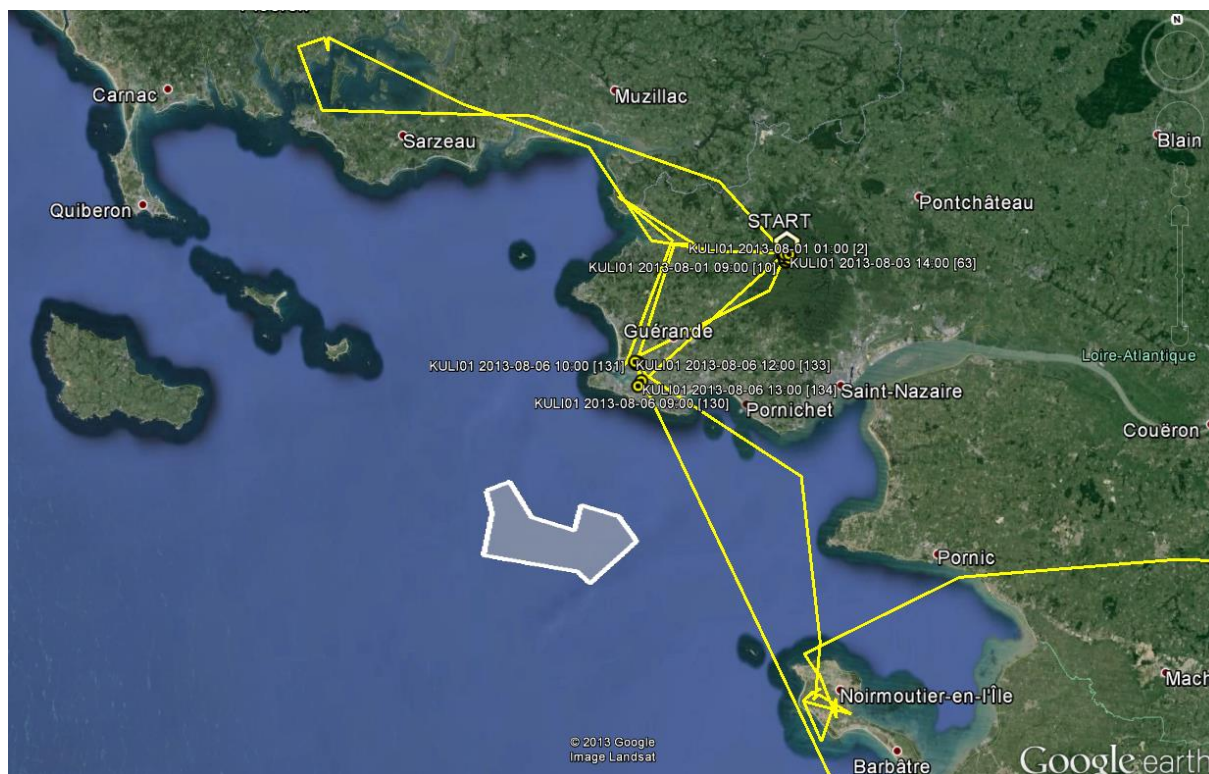 N
Carnac
Muzillac
Sarzeau
Blain
Quiberon
Pontchâteau
START
KULI01 2013-08-01 01:00 [2]
KULI01 2013-08-01 09:00 [10]
KULI01 2013-08-03 14:00 [63]
Guérande
Loire-Atlantique
KULI01 2013-08-06 10:00 [131]
KULI01 2013-08-06 12:00 [133]
KULI01 2013-08-06 13:00 [134]
Saint-Nazaire
KULI01 2013-08-06 09:00 [130]
Pornichet
Couëron
Pornic
Mach
Noirmoutier-en-l'Île
© 2013 Google
Image Landsat
Barbâtre
Google earth